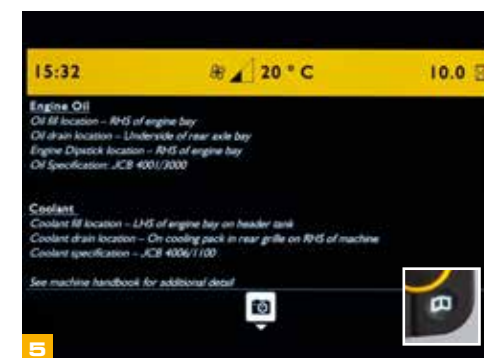 15:32 20 ° C 10.0
Engine Oil
Oil fill location – RHS of engine bay
Oil drain location – Underside of rear axle bay
Engine Dipstick location – RHS of engine bay
Oil Specification: JCB 4001/3000
Coolant
Coolant fill location – LHS of engine bay on header tank
Coolant drain location – On cooling pack in rear grille on RHS of machine
Coolant specification – JCB 4006/1100
See machine handbook for additional detail
5